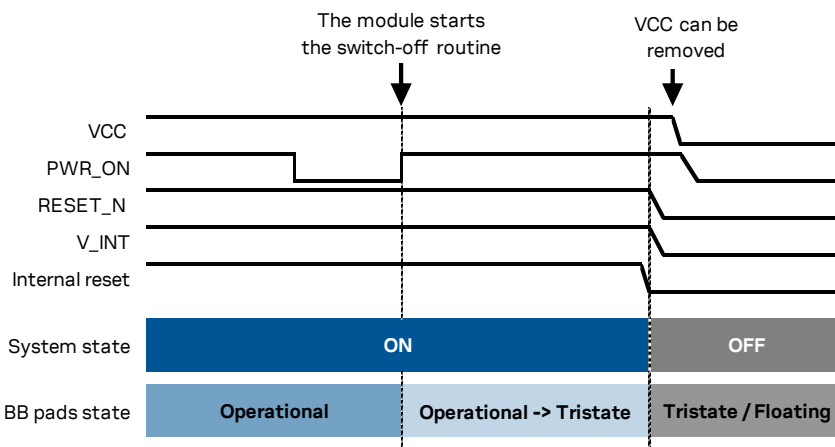 The module starts
the switch-off routine
VCC can be
removed
VCC
PWR_ON
RESET_N
V_INT
Internal reset
System state
ON
OFF
BB pads state
Operational
Operational -> Tristate
Tristate / Floating